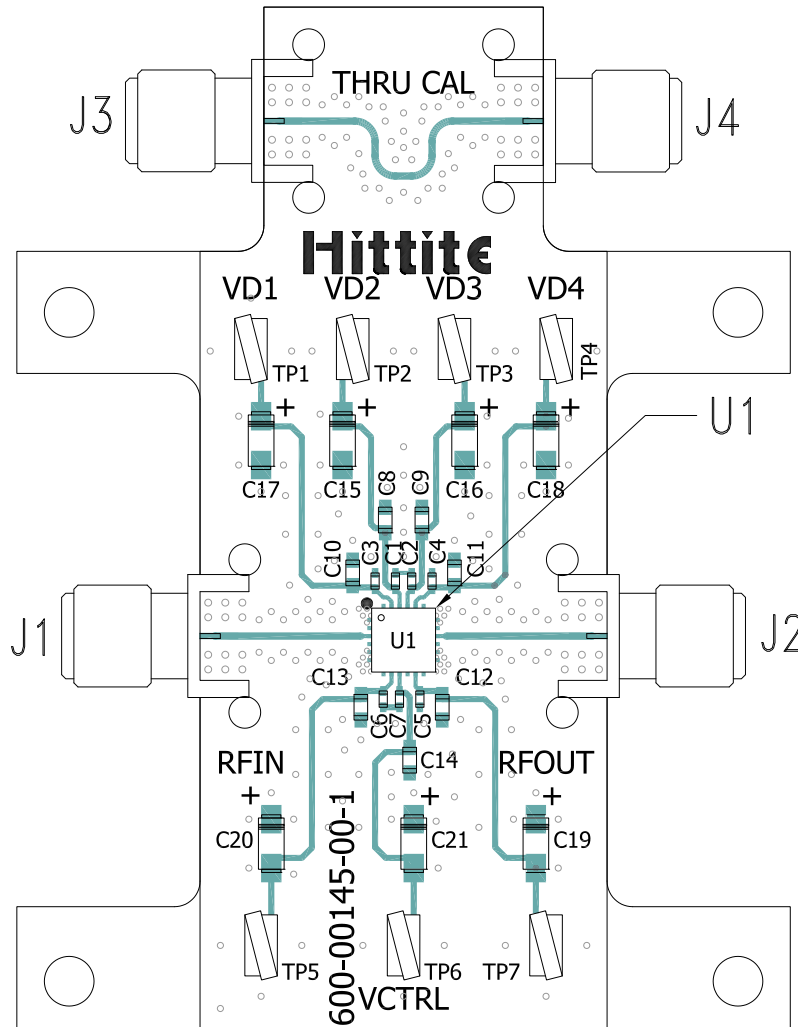 THRU CAL
J3
J4
Hittite
VD1 VD2 VD3 VD4
TP1 TP2 TP3 TP4
+ + + +
U1
C17 C15 C8 C9 C16 C18
C10 C3 C1 C2 C4 C11
J1
U1
J2
C13 C12
C6 C7 C5
RFIN
C14
RFOUT
+ + +
C20 C21 C19
600-00145-00-1
TP5 TP6 TP7
VCTRL